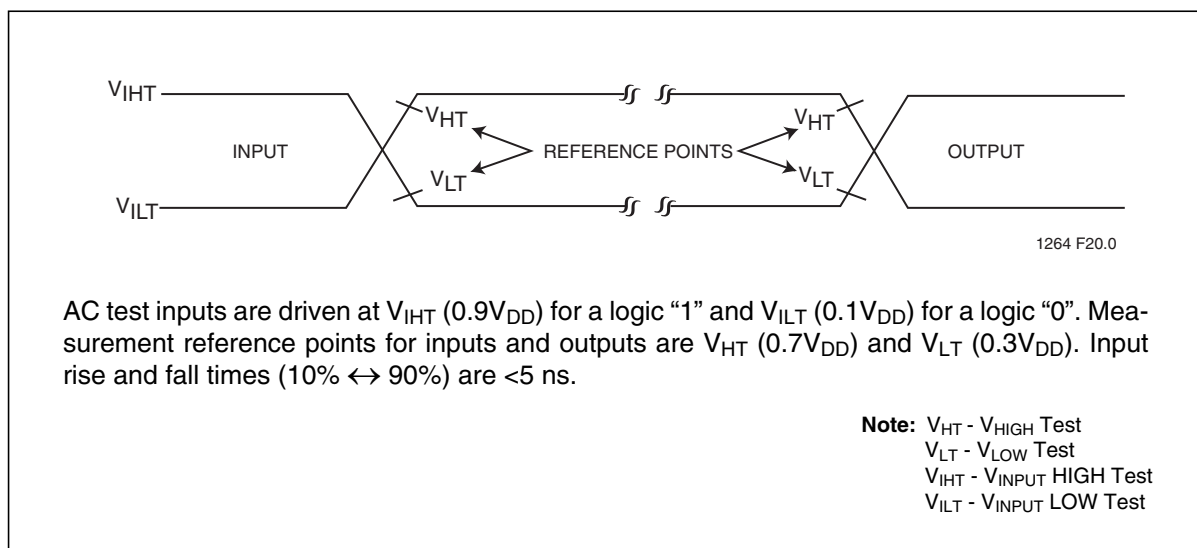 VIHT
VHT VHT
INPUT REFERENCE POINTS OUTPUT
VLT VLT
VILT
1264 F20.0
AC test inputs are driven at VIHT (0.9VDD) for a logic “1” and VILT (0.1VDD) for a logic “0”. Mea-
surement reference points for inputs and outputs are VHT (0.7VDD) and VLT (0.3VDD). Input
rise and fall times (10% ↔ 90%) are <5 ns.
Note: VHT - VHIGH Test
VLT - VLOW Test
VIHT - VINPUT HIGH Test
VILT - VINPUT LOW Test